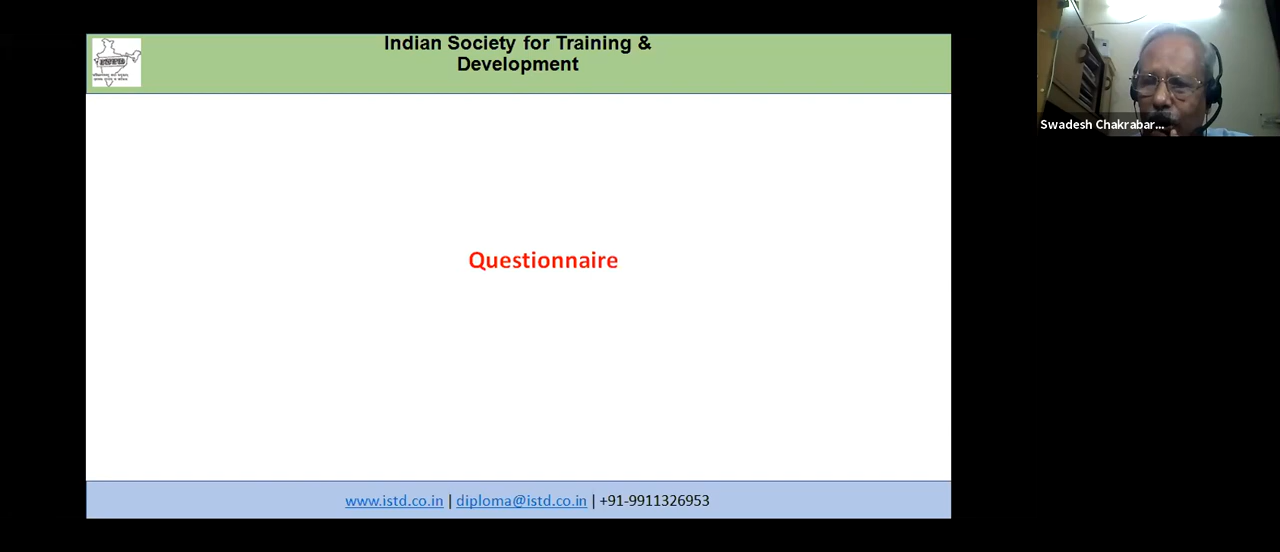 Indian Society for Training &
Development
Questionnaire
www.istd.co.in | diploma@istd.co.in | +91-9911326953
Swadesh Chakrabar...